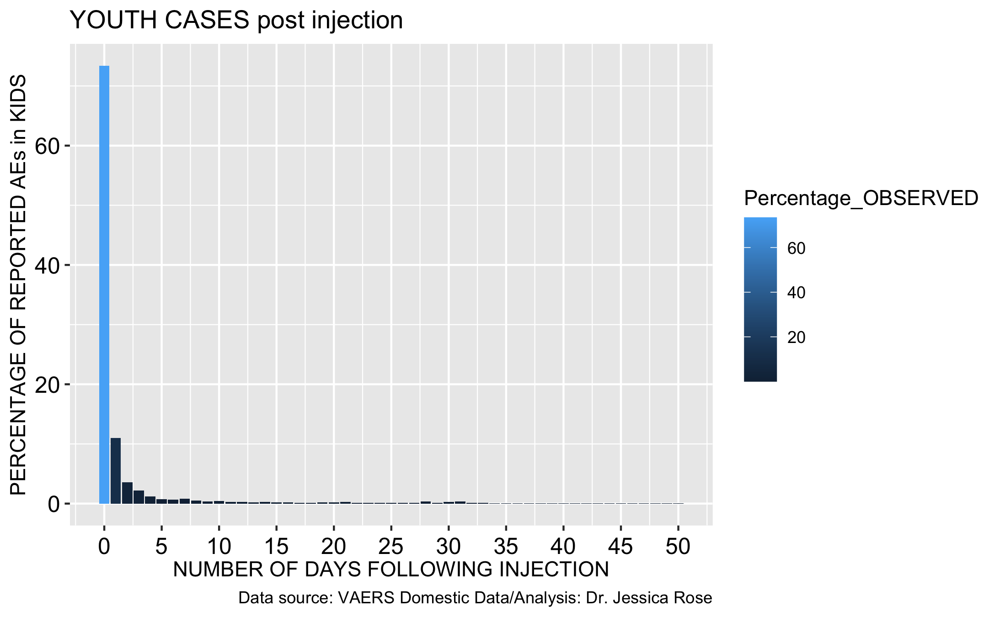 YOUTH CASES post injection
PERCENTAGE OF REPORTED AEs in KIDS
60
40
20
0
0 5 10 15 20 25 30 35 40 45 50
NUMBER OF DAYS FOLLOWING INJECTION
Data source: VAERS Domestic Data/Analysis: Dr. Jessica Rose
Percentage_OBSERVED
60
40
20